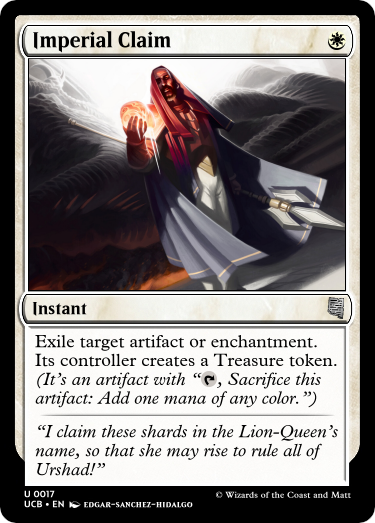 Imperial Claim
Instant
Exile target artifact or enchantment.
Its controller creates a Treasure token.
(It's an artifact with “, Sacrifice this
artifact: Add one mana of any color.”)
“I claim these shards in the Lion-Queen's
name, so that she may rise to rule all of
Urshad!”
U 0017
© Wizards of the Coast and Matt
UCB • EN EDGAR-SANCHEZ-HIDALGO